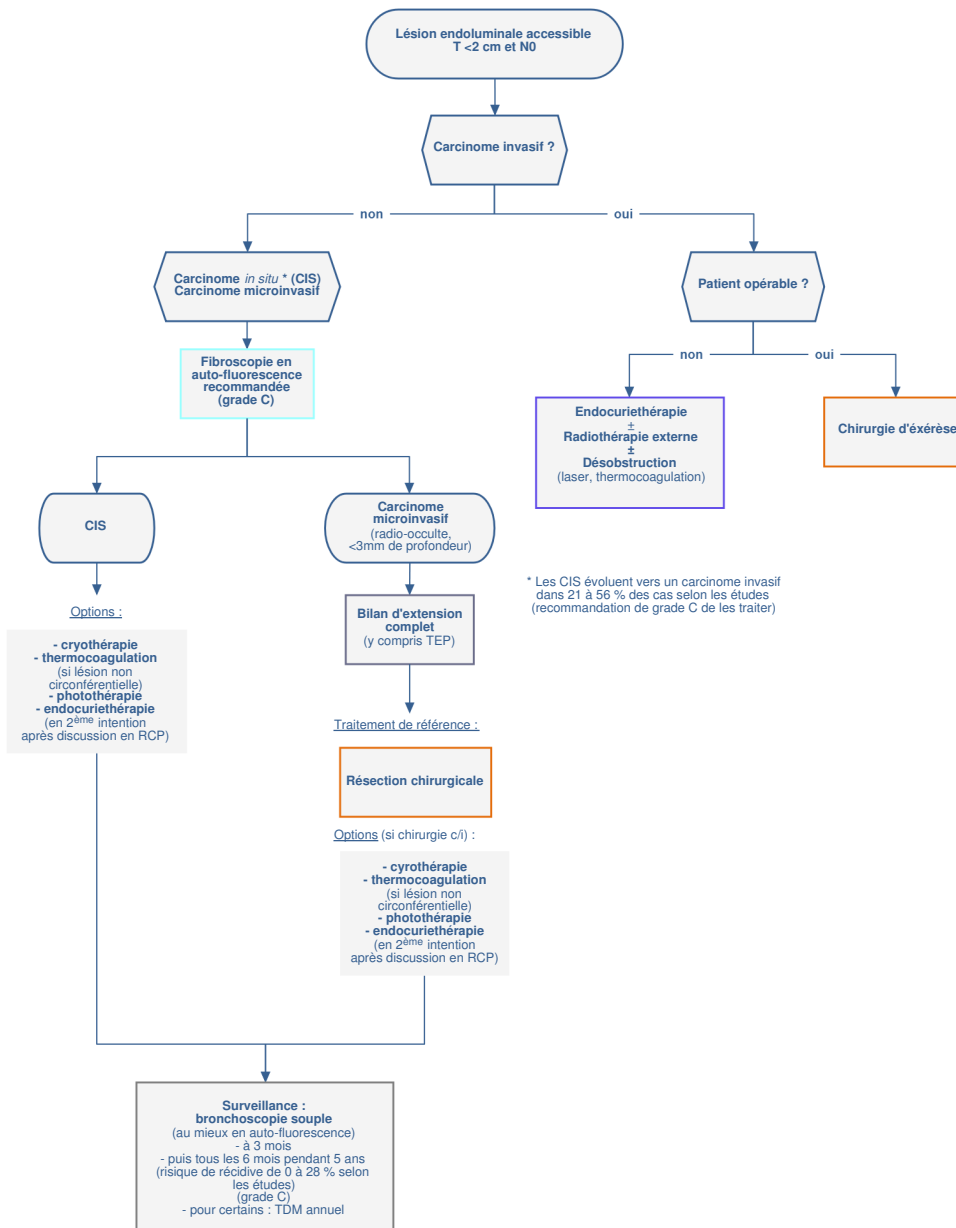 Lésion endoluminale accessible
T <2 cm et N0
Carcinome invasif ?
non
oui
Carcinome in situ * (CIS)
Carcinome microinvasif
Patient opérable ?
non
oui
Fibroscopie en
auto-fluorescence
recommandée
(grade C)
Endocuriethérapie
±
Radiothérapie externe
±
Désobstruction
(laser, thermocoagulation)
Chirurgie d'éxérèse
CIS
Carcinome
microinvasif
(radio-occulte,
<3mm de profondeur)
* Les CIS évoluent vers un carcinome invasif
dans 21 à 56 % des cas selon les études
(recommandation de grade C de les traiter)
Options :
- cryothérapie
- thermocoagulation
(si lésion non
circonférentielle)
- photothérapie
- endocuriethérapie
(en 2ème intention
après discussion en RCP)
Bilan d'extension
complet
(y compris TEP)
Traitement de référence :
Résection chirurgicale
Options (si chirurgie c/i) :
- cyrothérapie
- thermocoagulation
(si lésion non
circonférentielle)
- photothérapie
- endocuriethérapie
(en 2ème intention
après discussion en RCP)
Surveillance :
bronchoscopie souple
(au mieux en auto-fluorescence)
- à 3 mois
- puis tous les 6 mois pendant 5 ans
(risique de récidive de 0 à 28 % selon
les études)
(grade C)
- pour certains : TDM annuel